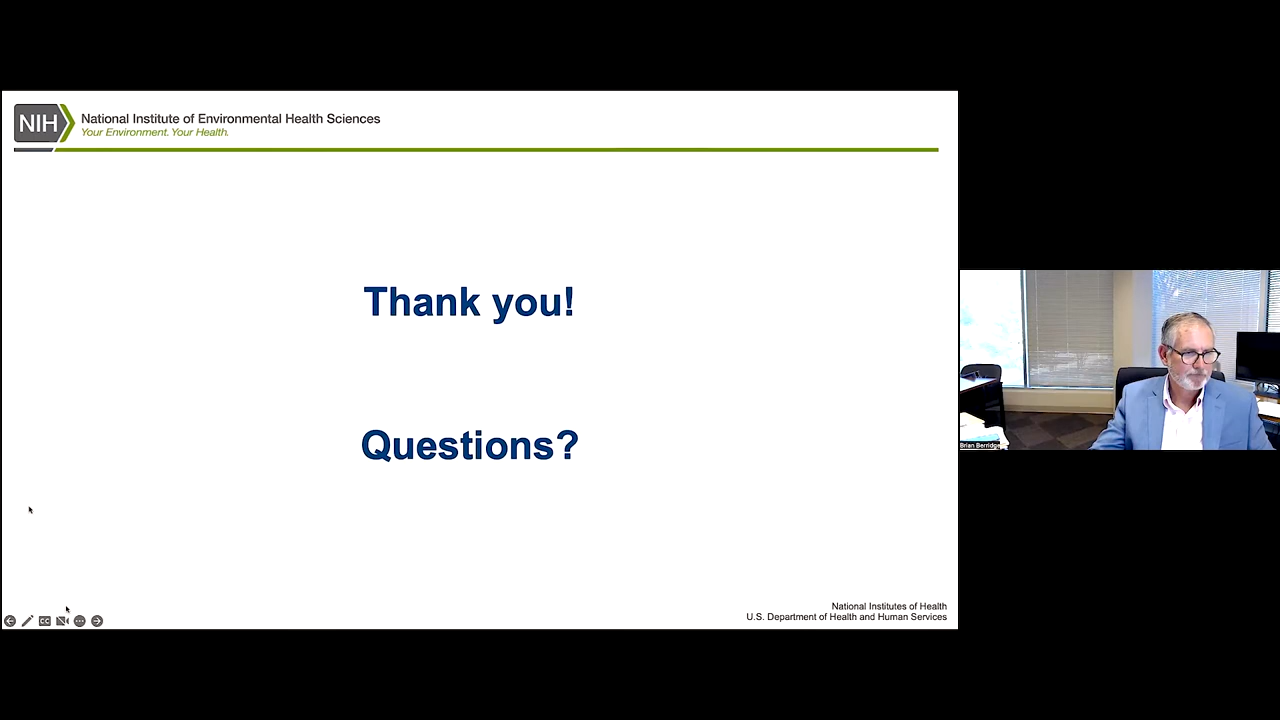 NIH
National Institute of Environmental Health Sciences
Your Environment. Your Health.
Thank you!
Questions?
National Institutes of Health
U.S. Department of Health and Human Services
CC
Brian Berridge